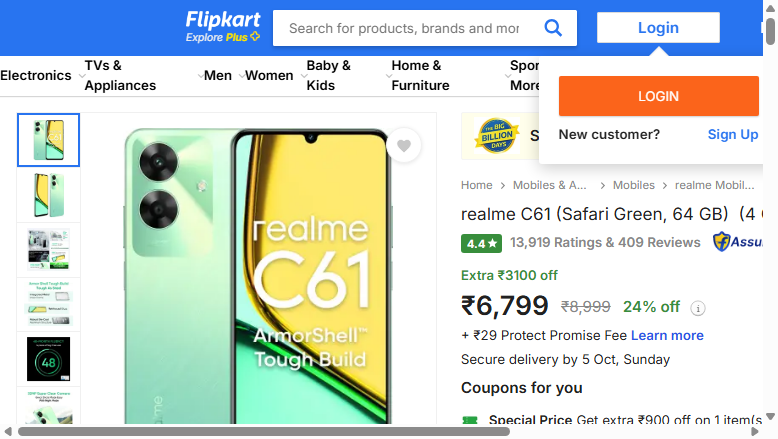 Flipkart
Explore Plus
Search for products, brands and mor
Login
Electronics
TVs & Appliances
Men
Women
Baby & Kids
Home & Furniture
Spor
More
LOGIN
New customer? Sign Up
THE BIG BILLION DAYS
S
Home
Mobiles & A...
Mobiles
realme Mobil...
realme C61 (Safari Green, 64 GB) (4
4.4★ 13,919 Ratings & 409 Reviews
Assu
Extra ₹3100 off
₹6,799 ₹8,999 24% off
+ ₹29 Protect Promise Fee Learn more
Secure delivery by 5 Oct, Sunday
Coupons for you
Special Price Get extra ₹900 off on 1 item(s
realme
C61
ArmorShell™
Tough Build
realme
48